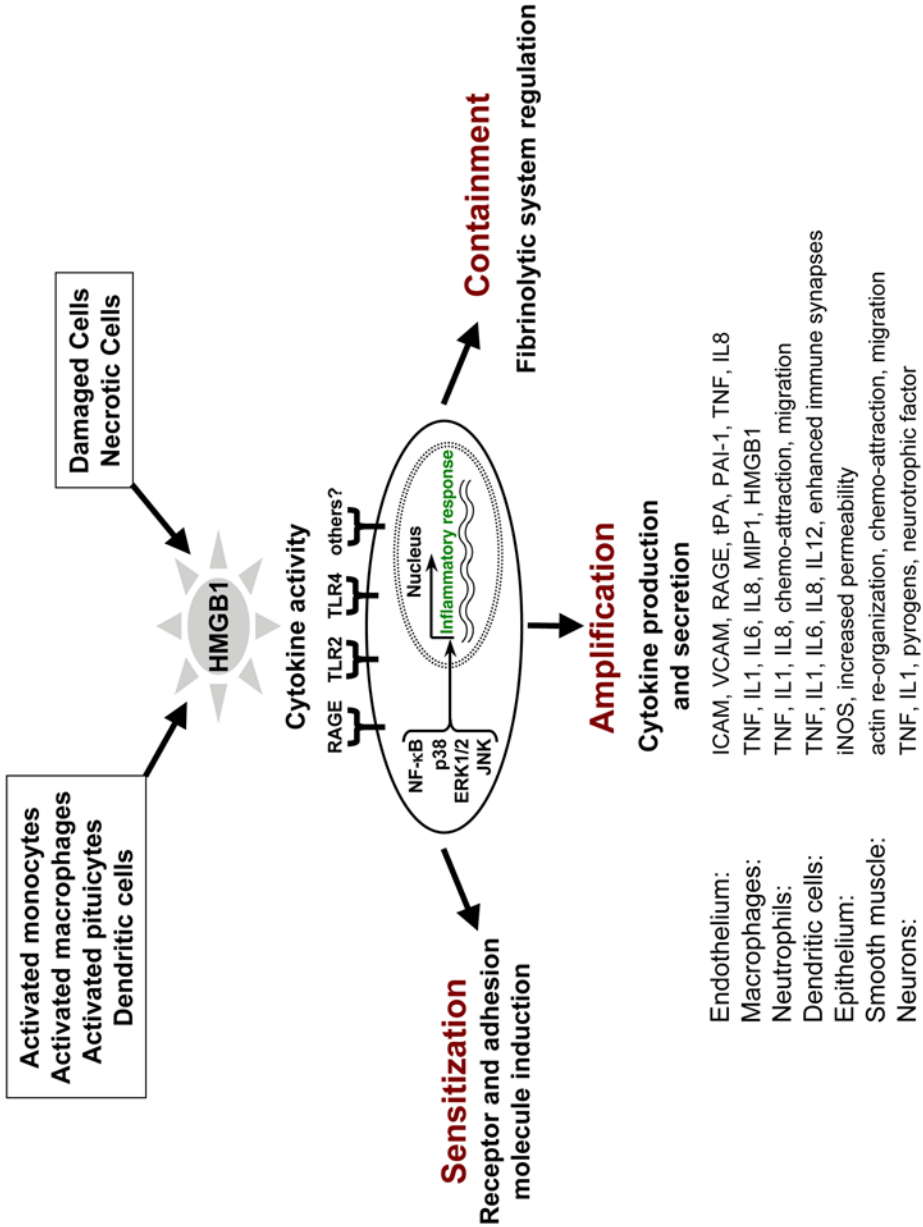 Activated monocytes
Activated macrophages
Activated pituicytes
Dendritic cells
Damaged Cells
Necrotic Cells
HMGB1
Cytokine activity
RAGE
TLR2
TLR4
others?
NF-κB
p38
ERK1/2
JNK
Nucleus
Inflammatory response
Sensitization
Receptor and adhesion
molecule induction
Amplification
Cytokine production
and secretion
Containment
Fibrinolytic system regulation
Endothelium: ICAM, VCAM, RAGE, tPA, PAI-1, TNF, IL8
Macrophages: TNF, IL1, IL6, IL8, MIP1, HMGB1
Neutrophils: TNF, IL1, IL8, chemo-attraction, migration
Dendritic cells: TNF, IL1, IL6, IL8, IL12, enhanced immune synapses
Epithelium: iNOS, increased permeability
Smooth muscle: actin re-organization, chemo-attraction, migration
Neurons: TNF, IL1, pyrogens, neurotrophic factor